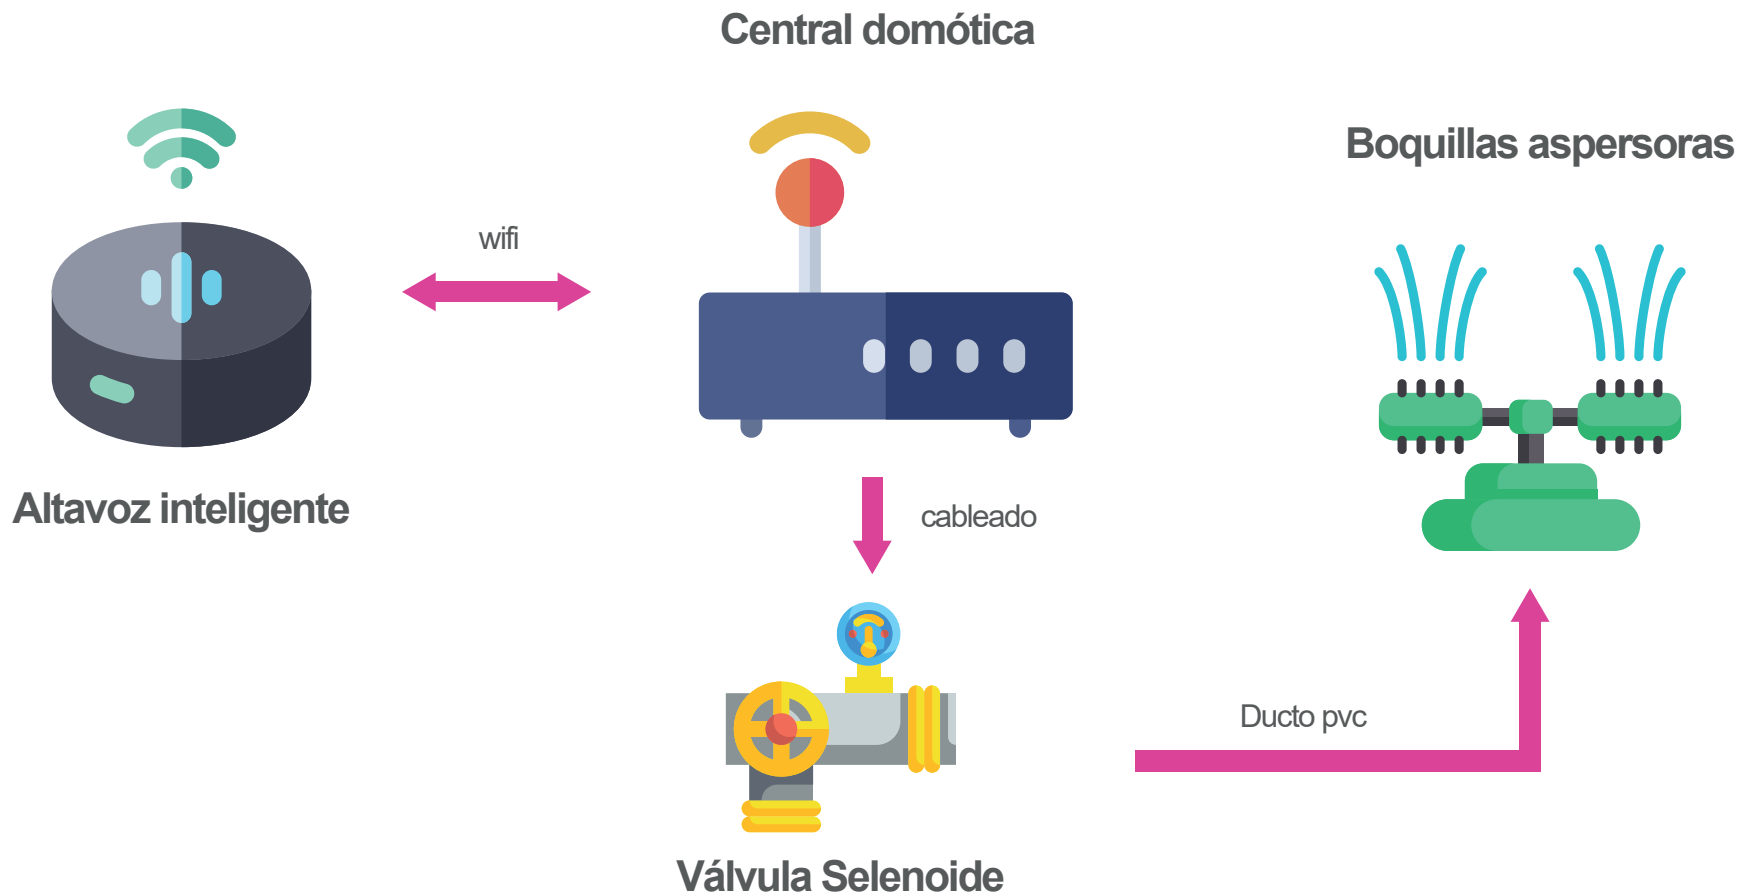 Central domótica
Boquillas aspersoras
wifi
Altavoz inteligente
cableado
Ducto pvc
Válvula Selenoide